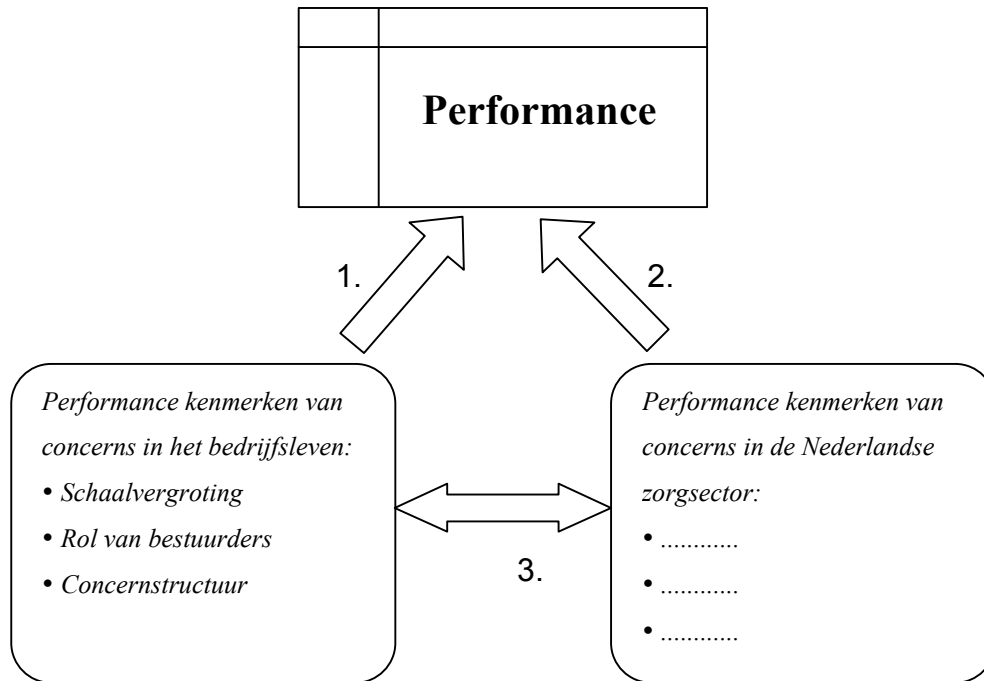 Performance
1.
2.
Performance kenmerken van
concerns in het bedrijfsleven:
• Schaalvergroting
• Rol van bestuurders
• Concernstructuur
3.
Performance kenmerken van
concerns in de Nederlandse
zorgsector:
• ............
• ............
• ............